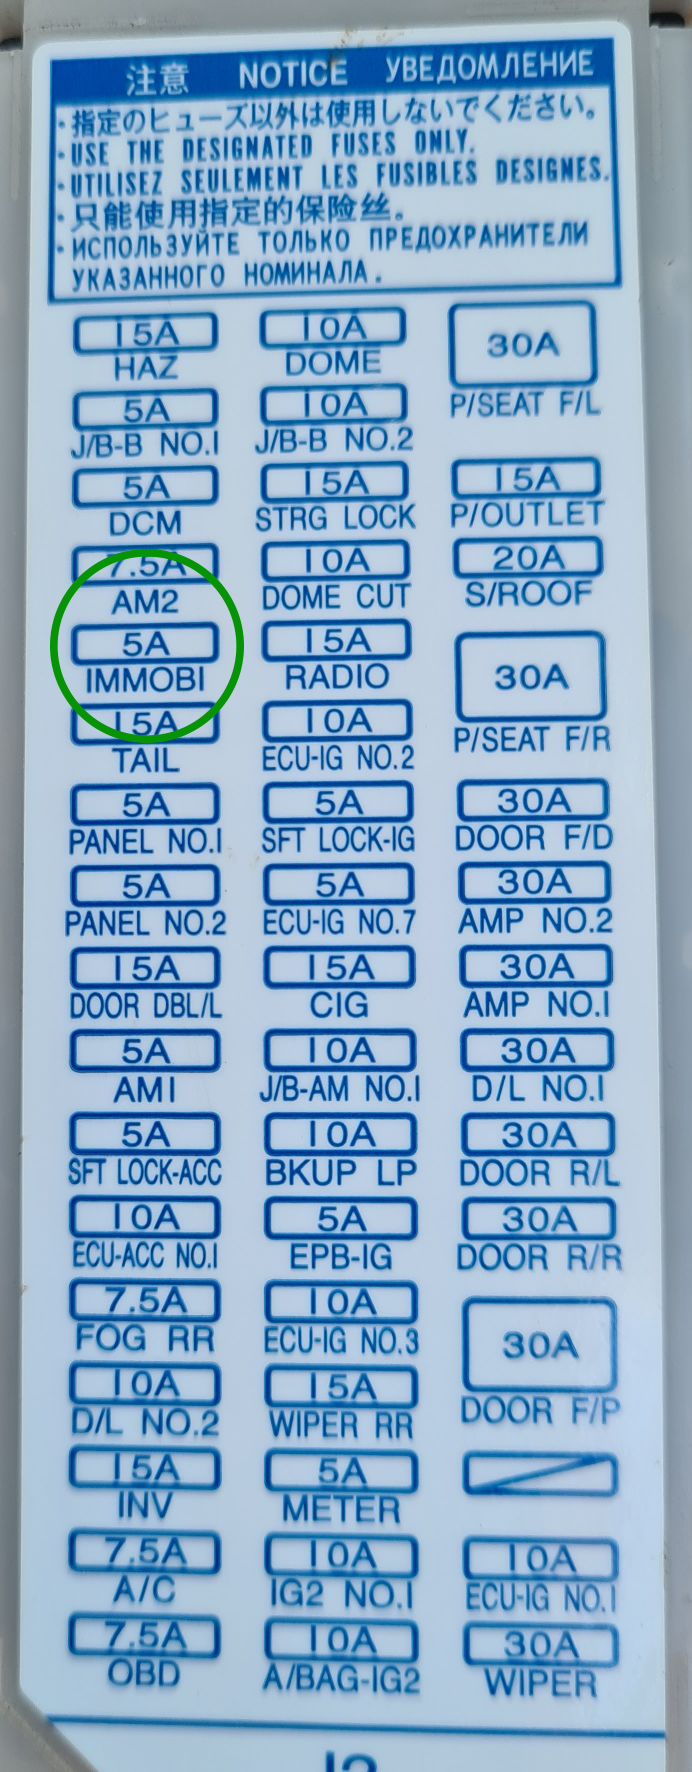 注意 NOTICE УВЕДОМЛЕНИЕ
・指定のヒューズ以外は使用しないでください。
・USE THE DESIGNATED FUSES ONLY.
・UTILISEZ SEULEMENT LES FUSIBLES DESIGNES.
・只能使用指定的保险丝。
・ИСПОЛЬЗУЙТЕ ТОЛЬКО ПРЕДОХРАНИТЕЛИ
УКАЗАННОГО НОМИНАЛА.
15A 10A 30A
HAZ DOME P/SEAT F/L
5A 10A
J/B-B NO.1 J/B-B NO.2
5A 15A 15A
DCM STRG LOCK P/OUTLET
7.5A 10A 20A
AM2 DOME CUT S/ROOF
5A 15A 30A
IMMOBI RADIO P/SEAT F/R
15A 10A
TAIL ECU-IG NO.2
5A 5A 30A
PANEL NO.1 SFT LOCK-IG DOOR F/D
5A 5A 30A
PANEL NO.2 ECU-IG NO.7 AMP NO.2
15A 15A 30A
DOOR DBL/L CIG AMP NO.1
5A 10A 30A
AM1 J/B-AM NO.1 D/L NO.1
5A 10A 30A
SFT LOCK-ACC BKUP LP DOOR R/L
10A 5A 30A
ECU-ACC NO.1 EPB-IG DOOR R/R
7.5A 10A 30A
FOG RR ECU-IG NO.3 DOOR F/P
10A 15A
D/L NO.2 WIPER RR
15A 5A
INV METER
7.5A 10A 10A
A/C IG2 NO.1 ECU-IG NO.1
7.5A 10A 30A
OBD A/BAG-IG2 WIPER